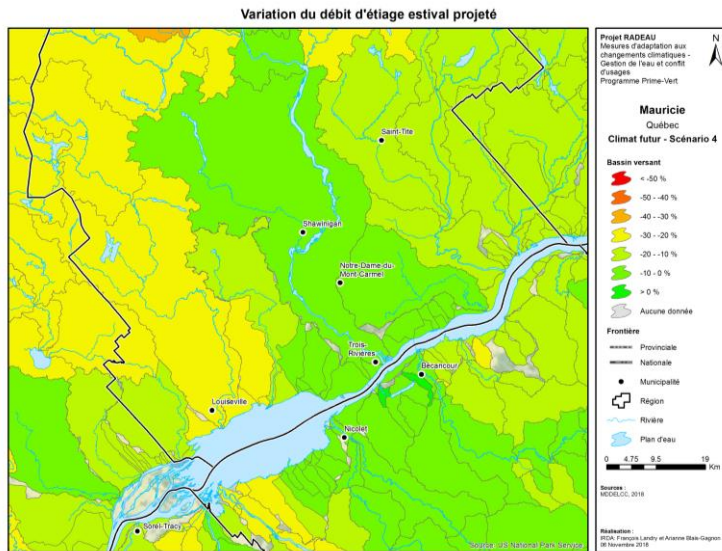 Variation du débit d'étiage estival projeté
Saint-Tite
Shawinigan
Notre-Dame-du-
Mont-Carmel
Trois-
Rivières
Bécancour
Louiseville
Nicolet
Sorel-Tracy
Source: US National Park Service
Projet RADEAU
Mesures d'adaptation aux
changements climatiques -
Gestion de l'eau et conflit
d'usages
Programme Prime-Vert
N
Mauricie
Québec
Climat futur - Scénario 4
Bassin versant
< -50 %
-50 - -40 %
-40 - -30 %
-30 - -20 %
-20 - -10 %
-10 - 0 %
> 0 %
Aucune donnée
Frontière
Provinciale
Nationale
Municipalité
Région
Rivière
Plan d'eau
0 4.75 9.5 19
Km
Sources :
MDDELCC, 2016
Réalisation :
IRDA: François Landry et Arianne Blais-Gagnon
06 Novembre 2018